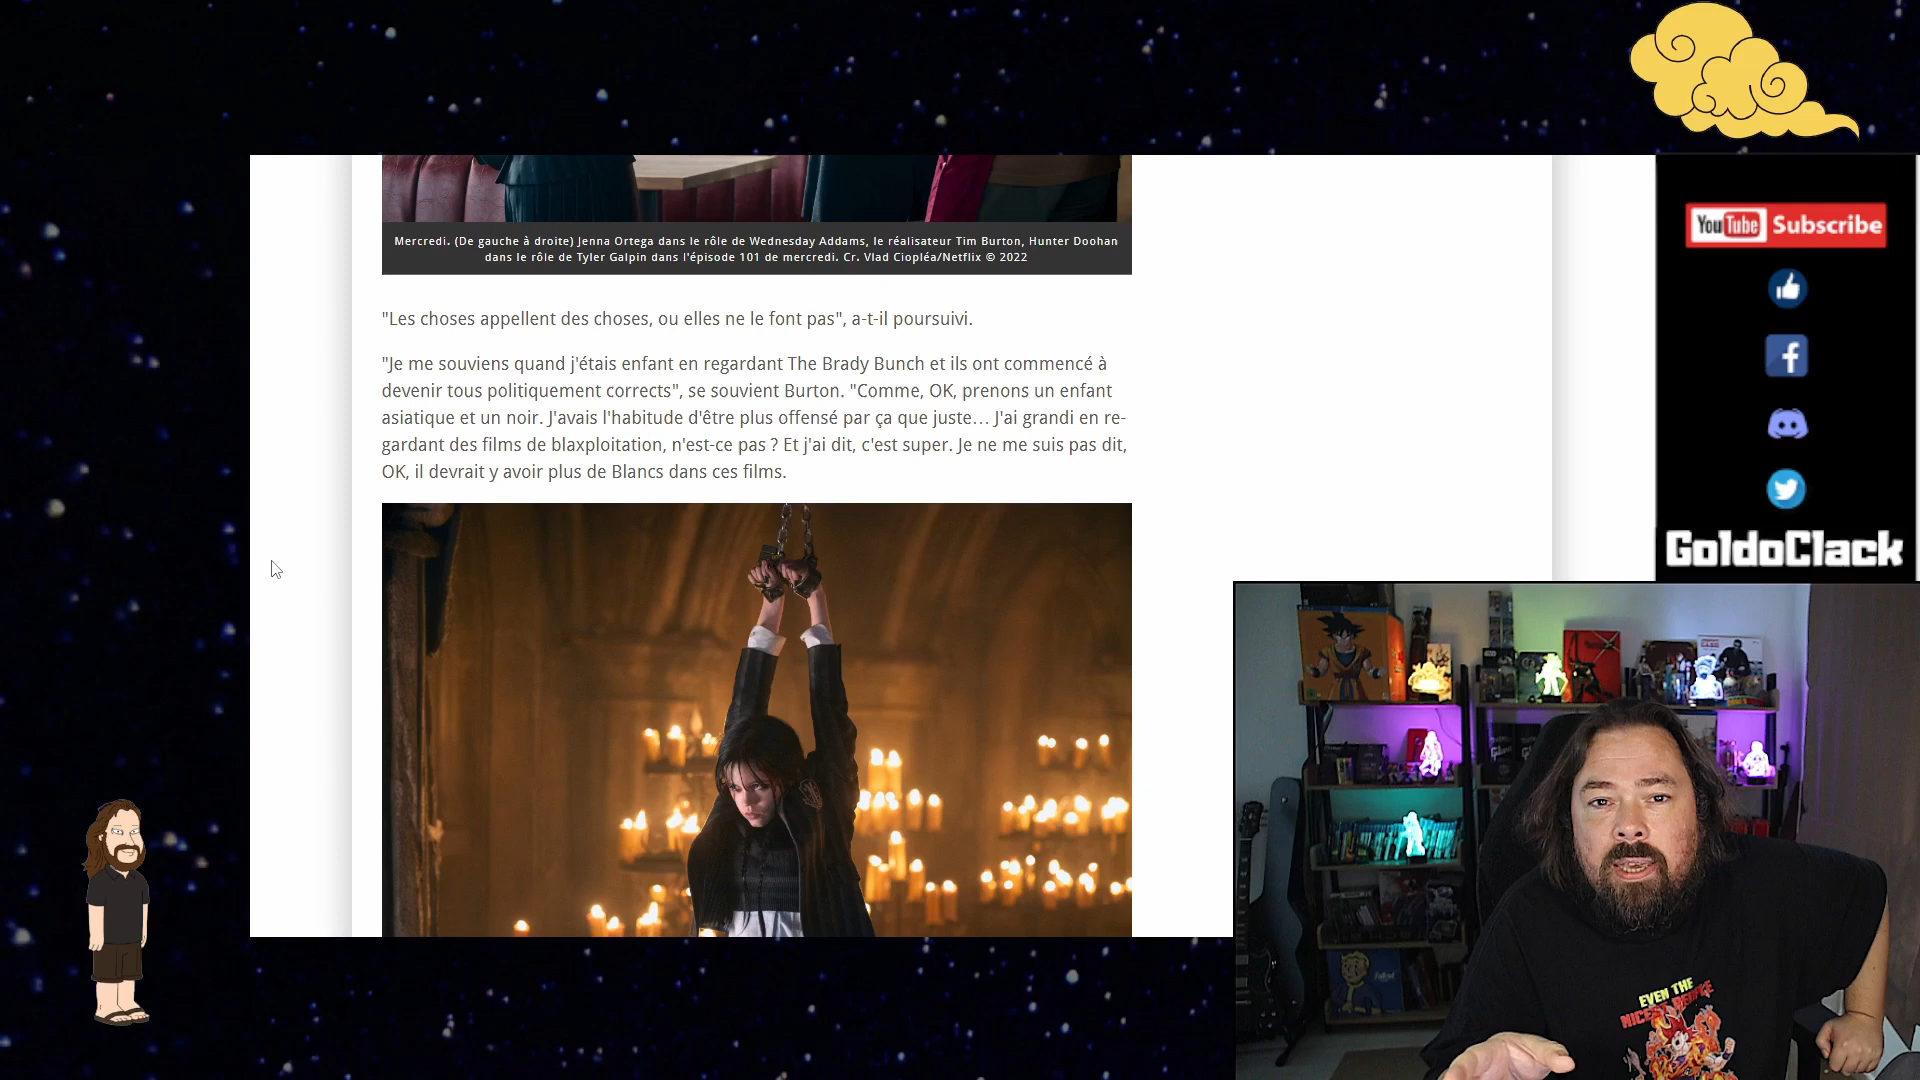 Mercredi. (De gauche à droite) Jenna Ortega dans le rôle de Wednesday Addams, le réalisateur Tim Burton, Hunter Doohan
dans le rôle de Tyler Galpin dans l'épisode 101 de mercredi. Cr. Vlad Ciopléa/Netflix © 2022
"Les choses appellent des choses, ou elles ne le font pas", a-t-il poursuivi.
"Je me souviens quand j'étais enfant en regardant The Brady Bunch et ils ont commencé à
devenir tous politiquement corrects", se souvient Burton. "Comme, OK, prenons un enfant
asiatique et un noir. J'avais l'habitude d'être plus offensé par ça que juste… J'ai grandi en re-
gardant des films de blaxploitation, n'est-ce pas ? Et j'ai dit, c'est super. Je ne me suis pas dit,
OK, il devrait y avoir plus de Blancs dans ces films.
YouTube Subscribe
GoldoClack
EVEN THE
NICEST PEOPLE